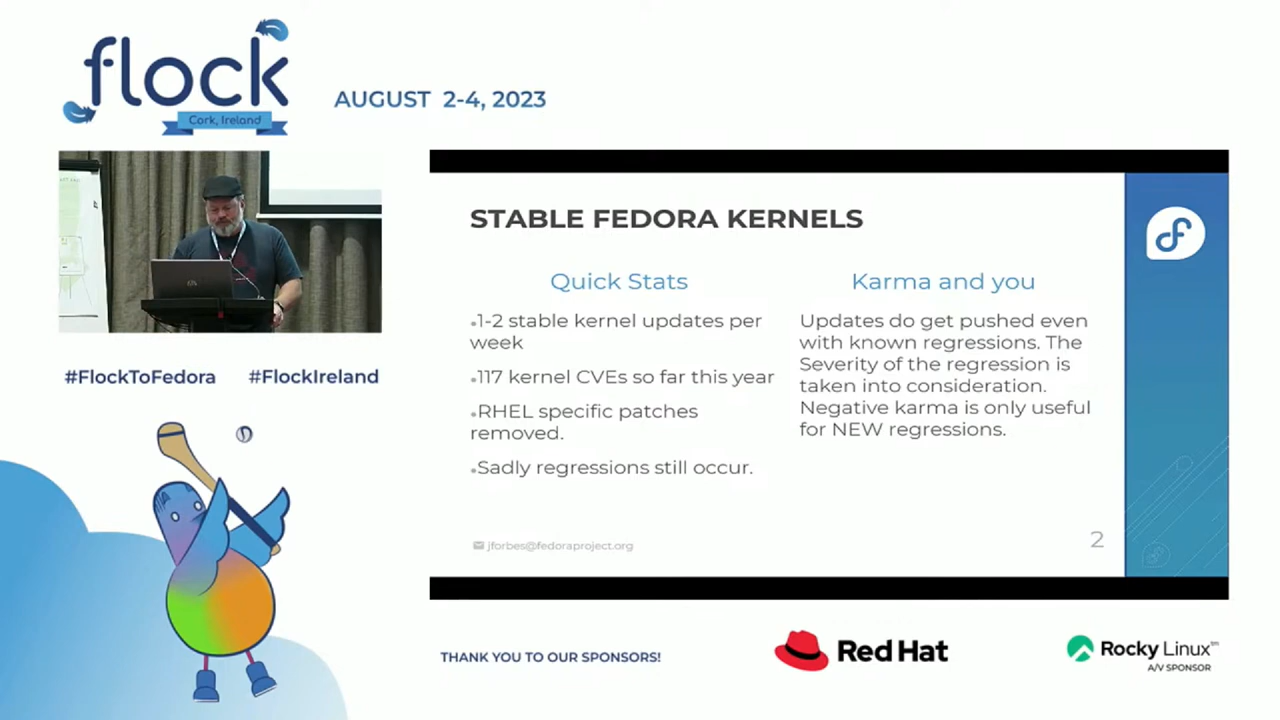 flock
Cork, Ireland
AUGUST 2-4, 2023
#FlockToFedora #FlockIreland
STABLE FEDORA KERNELS
Quick Stats
1-2 stable kernel updates per
week
117 kernel CVEs so far this year
RHEL specific patches
removed.
Sadly regressions still occur.
Karma and you
Updates do get pushed even
with known regressions. The
Severity of the regression is
taken into consideration.
Negative karma is only useful
for NEW regressions.
jforbes@fedoraproject.org
2
THANK YOU TO OUR SPONSORS!
Red Hat
Rocky Linux™
A/V SPONSOR